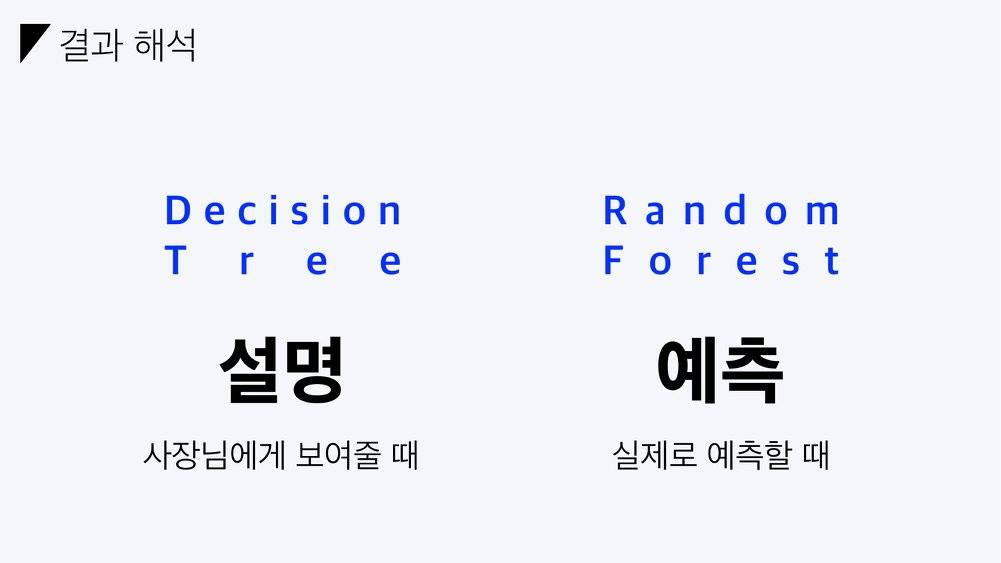 결과 해석
Decision
Tree
설명
사장님에게 보여줄 때
Random
Forest
예측
실제로 예측할 때